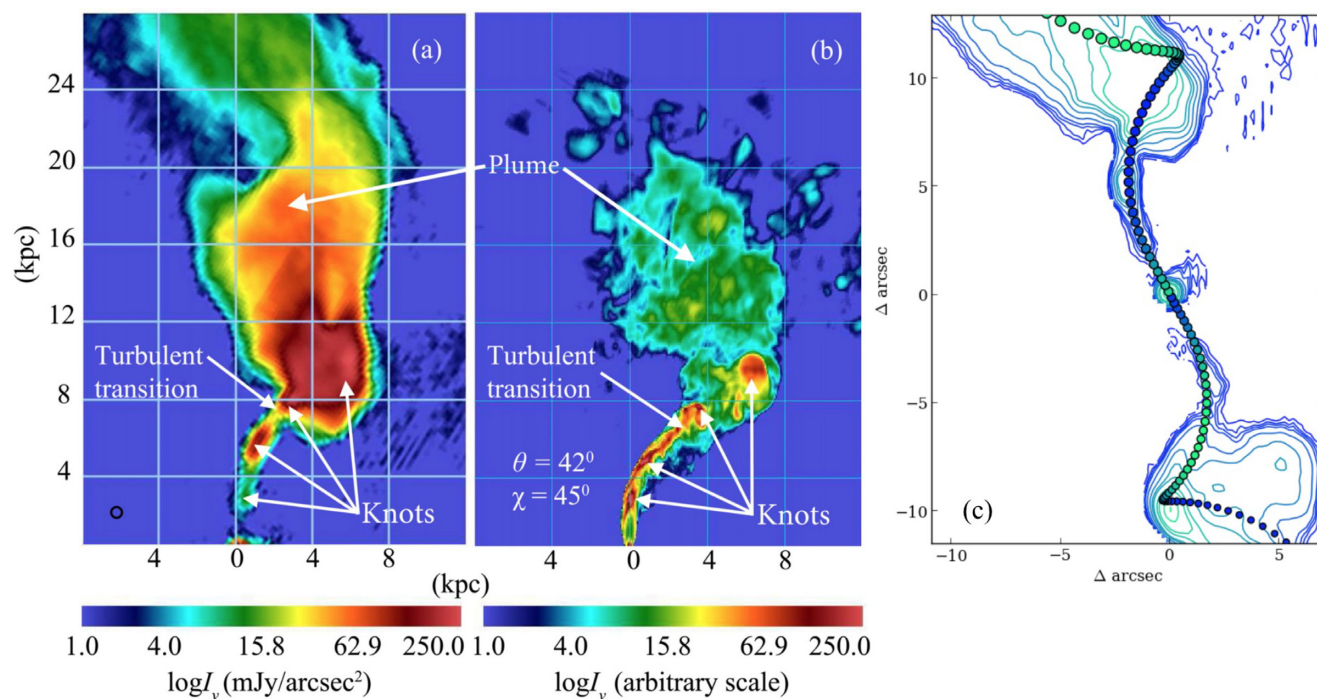 (a)
(b)
24
20
16
12
8
4
(kpc)
Plume
Turbulent
transition
Turbulent
transition
θ = 42⁰
χ = 45⁰
Knots
Knots
4 0 4 8
4 0 4 8 12
(kpc)
1.0 4.0 15.8 62.9 250.0
logIᵥ (mJy/arcsec²)
1.0 4.0 15.8 62.9 250.0
logIᵥ (arbitrary scale)
10
5
0
−5
−10
Δ arcsec
(c)
−10 −5 0 5
Δ arcsec